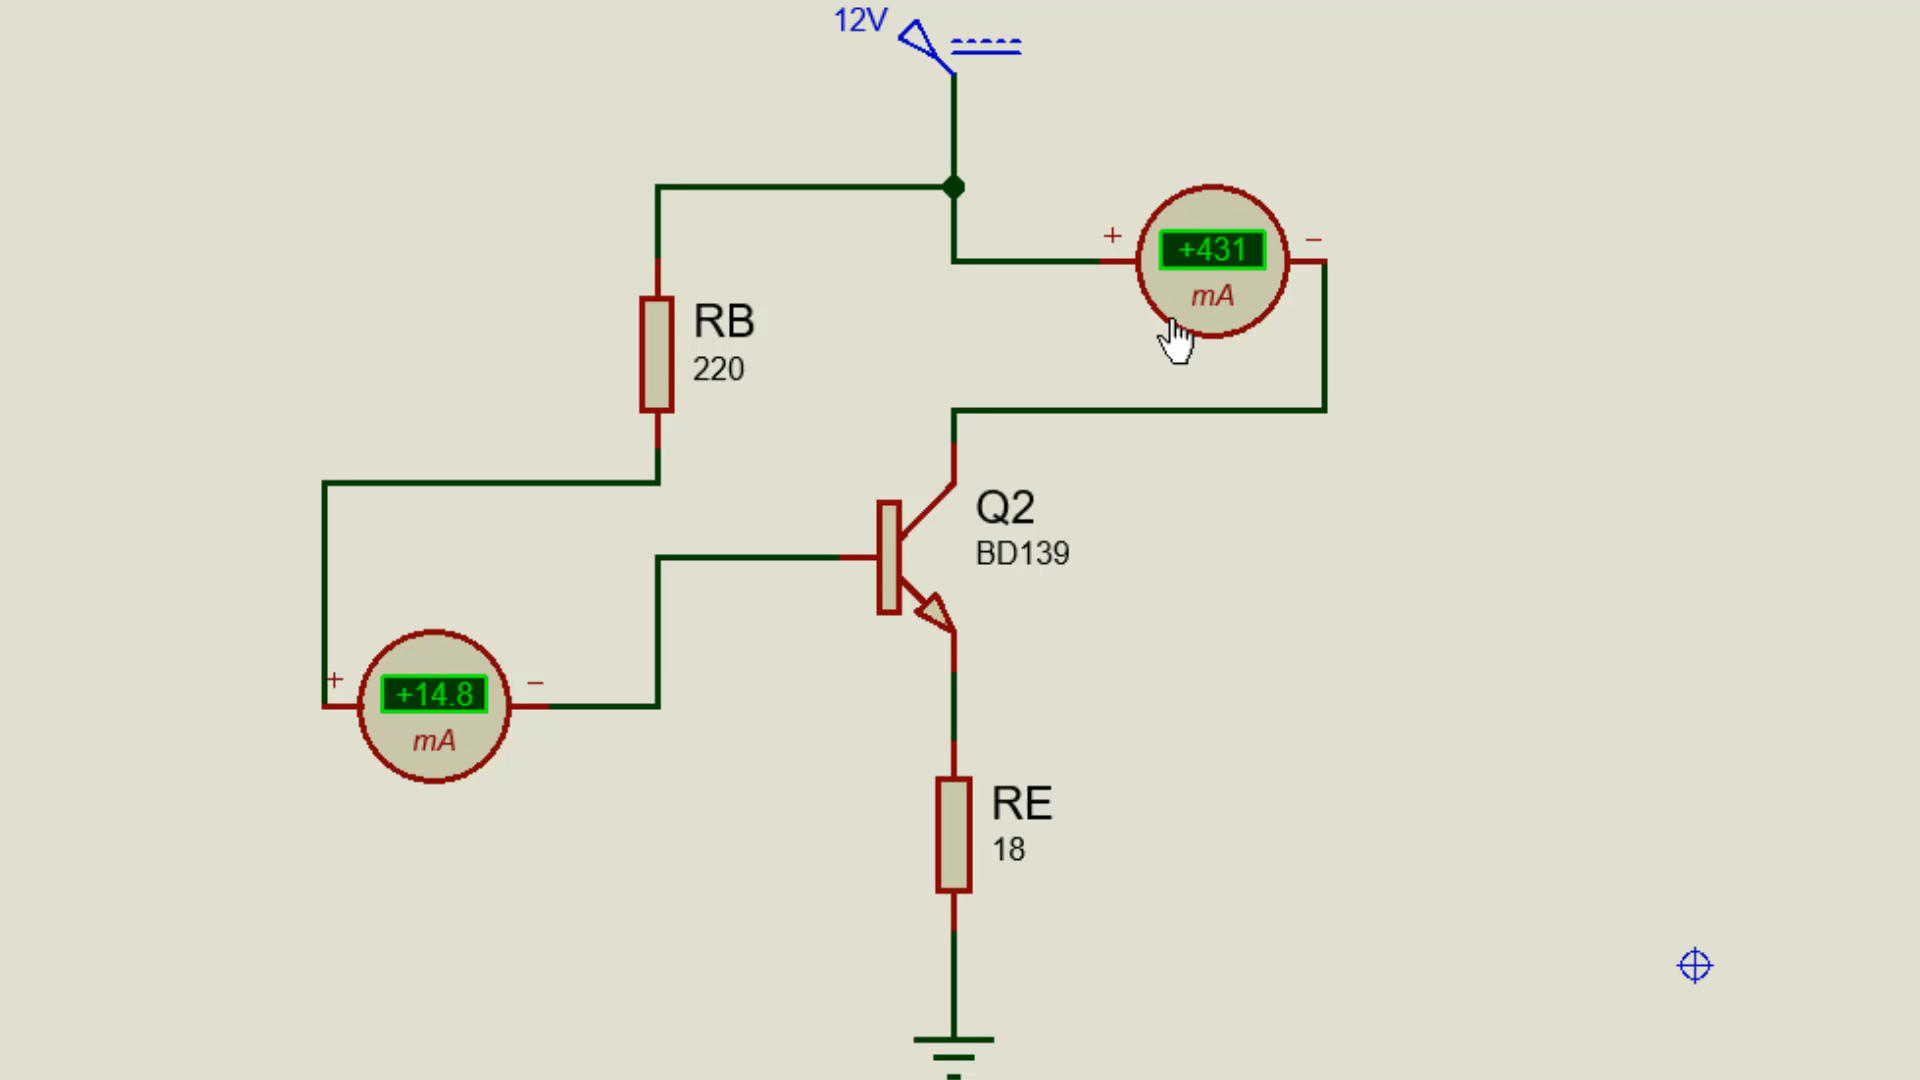 12V
+ +431 −
mA
RB
220
Q2
BD139
+ +14.8 −
mA
RE
18